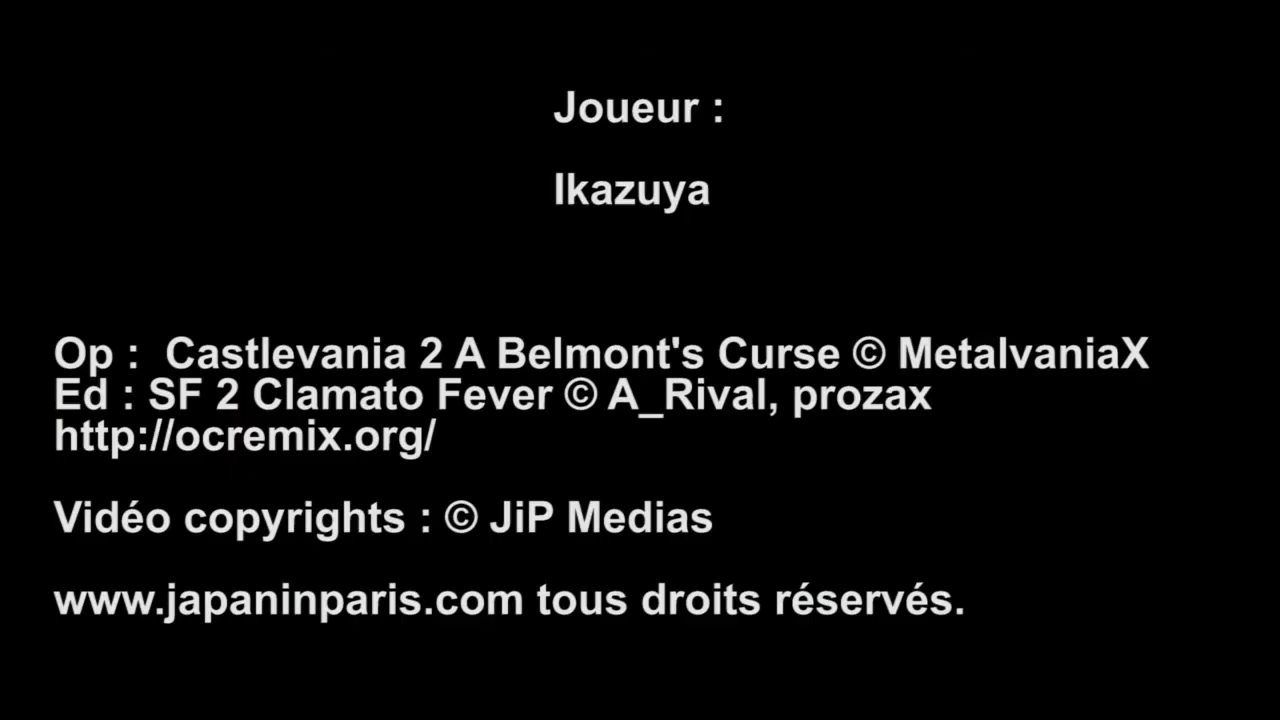 Joueur :
Ikazuya
Op :  Castlevania 2 A Belmont's Curse © MetalvaniaX
Ed : SF 2 Clamato Fever © A_Rival, prozax
http://ocremix.org/
Vidéo copyrights : © JiP Medias
www.japaninparis.com tous droits réservés.